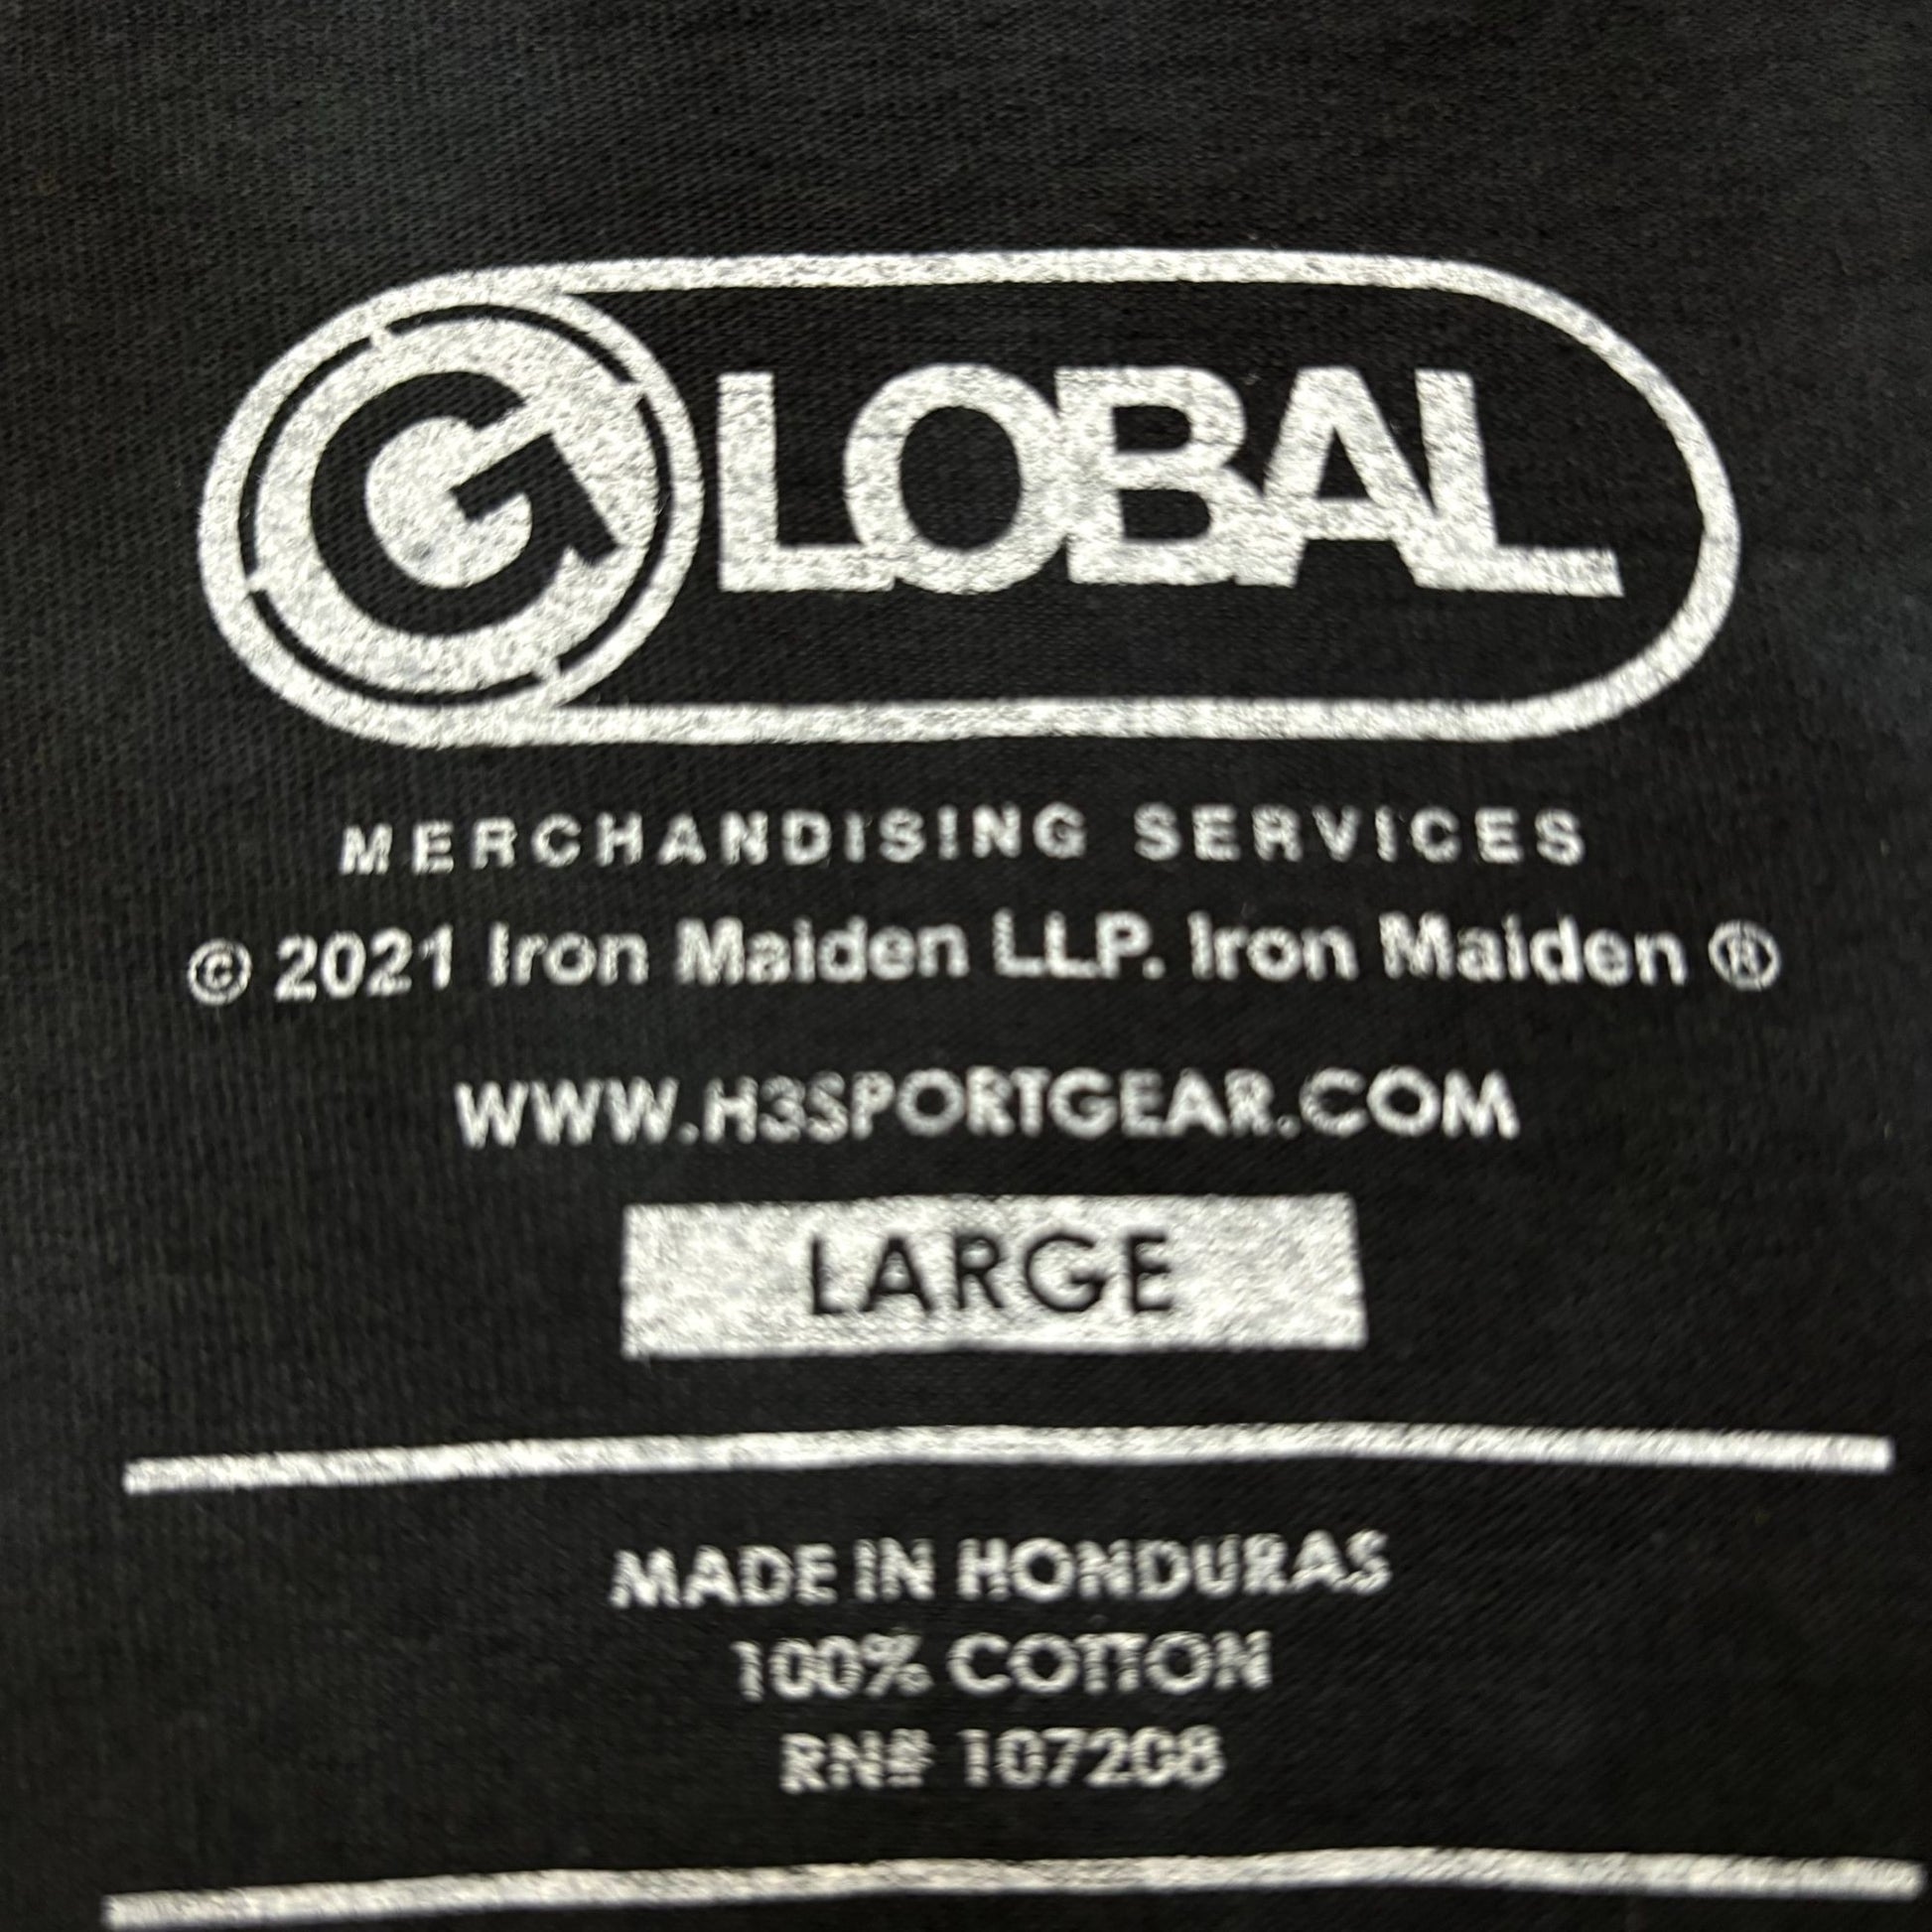 GLOBAL
MERCHANDISING SERVICES
© 2021 Iron Maiden LLP. Iron Maiden ®
WWW.H3SPORTGEAR.COM
LARGE
MADE IN HONDURAS
100% COTTON
RN# 107208